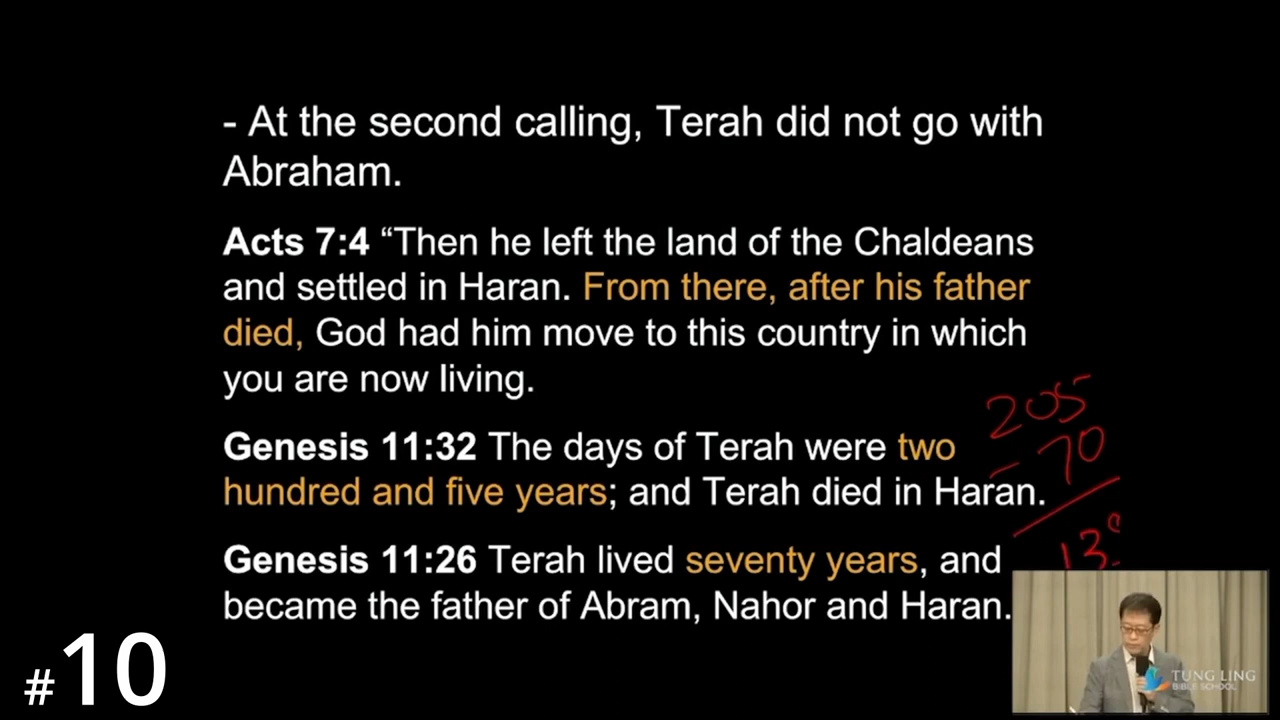 - At the second calling, Terah did not go with
Abraham.
Acts 7:4 “Then he left the land of the Chaldeans
and settled in Haran. From there, after his father
died, God had him move to this country in which
you are now living.
205
Genesis 11:32 The days of Terah were two
- 70
hundred and five years; and Terah died in Haran.
Genesis 11:26 Terah lived seventy years, and
became the father of Abram, Nahor and Haran.
#10
TUNG LING
BIBLE SCHOOL